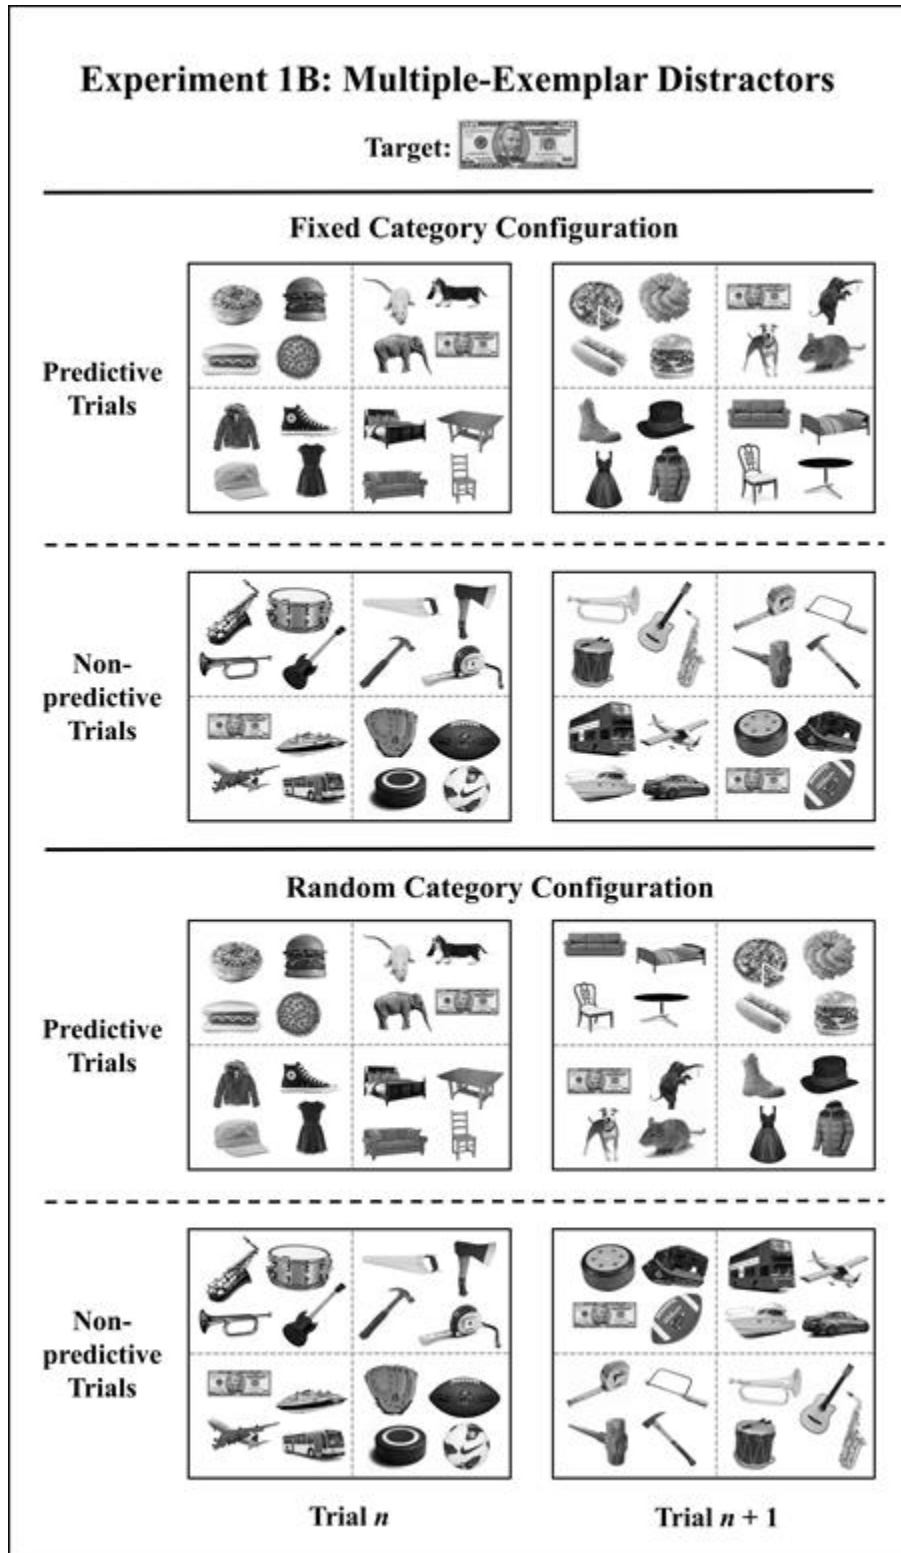 Experiment 1B: Multiple-Exemplar Distractors
Target:
Fixed Category Configuration
Predictive
Trials
Non-
predictive
Trials
Random Category Configuration
Predictive
Trials
Non-
predictive
Trials
Trial n
Trial n + 1